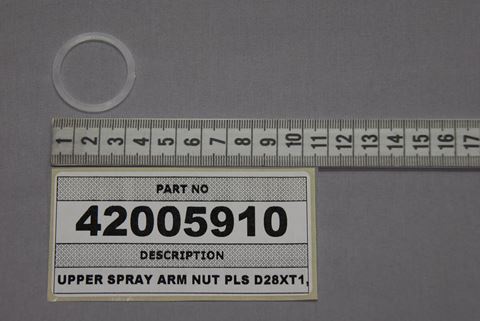 1 2 3 4 5 6 7 8 9 10 11 12 13 14 15 16 17
PART NO
42005910
DESCRIPTION
UPPER SPRAY ARM NUT PLS D28XT1,